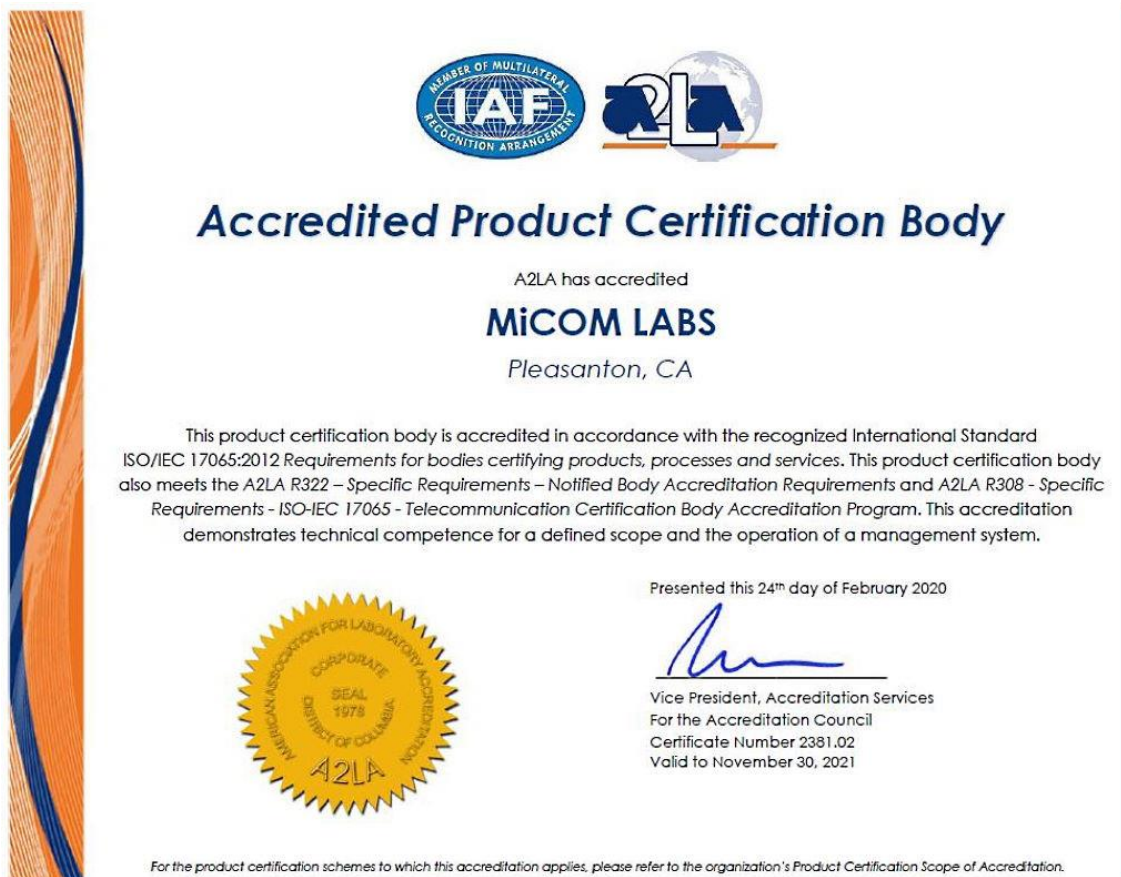 MEMBER OF MULTILATERAL
IAF
RECOGNITION ARRANGEMENT
a2La
Accredited Product Certification Body
A2LA has accredited
MiCOM LABS
Pleasanton, CA
This product certification body is accredited in accordance with the recognized International Standard
ISO/IEC 17065:2012 Requirements for bodies certifying products, processes and services. This product certification body
also meets the A2LA R322 – Specific Requirements – Notified Body Accreditation Requirements and A2LA R308 - Specific
Requirements - ISO-IEC 17065 - Telecommunication Certification Body Accreditation Program. This accreditation
demonstrates technical competence for a defined scope and the operation of a management system.
Presented this 24th day of February 2020
AMERICAN ASSOCIATION FOR LABORATORY ACCREDITATION
CORPORATE
SEAL
1978
DISTRICT OF COLUMBIA
A2LA
Vice President, Accreditation Services
For the Accreditation Council
Certificate Number 2381.02
Valid to November 30, 2021
For the product certification schemes to which this accreditation applies, please refer to the organization's Product Certification Scope of Accreditation.